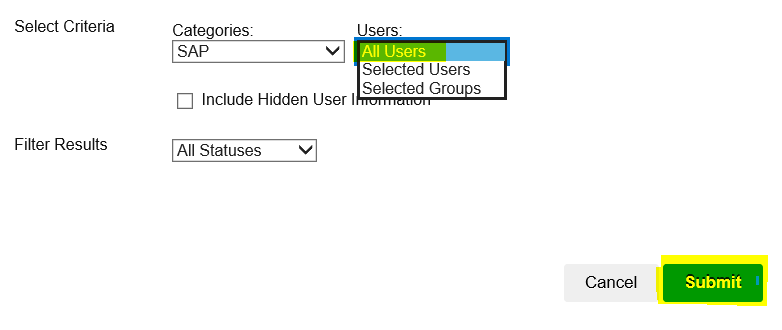 Select Criteria
Categories:
Users:
SAP
All Users
Selected Users
Selected Groups
Include Hidden User Information
Filter Results
All Statuses
Cancel
Submit